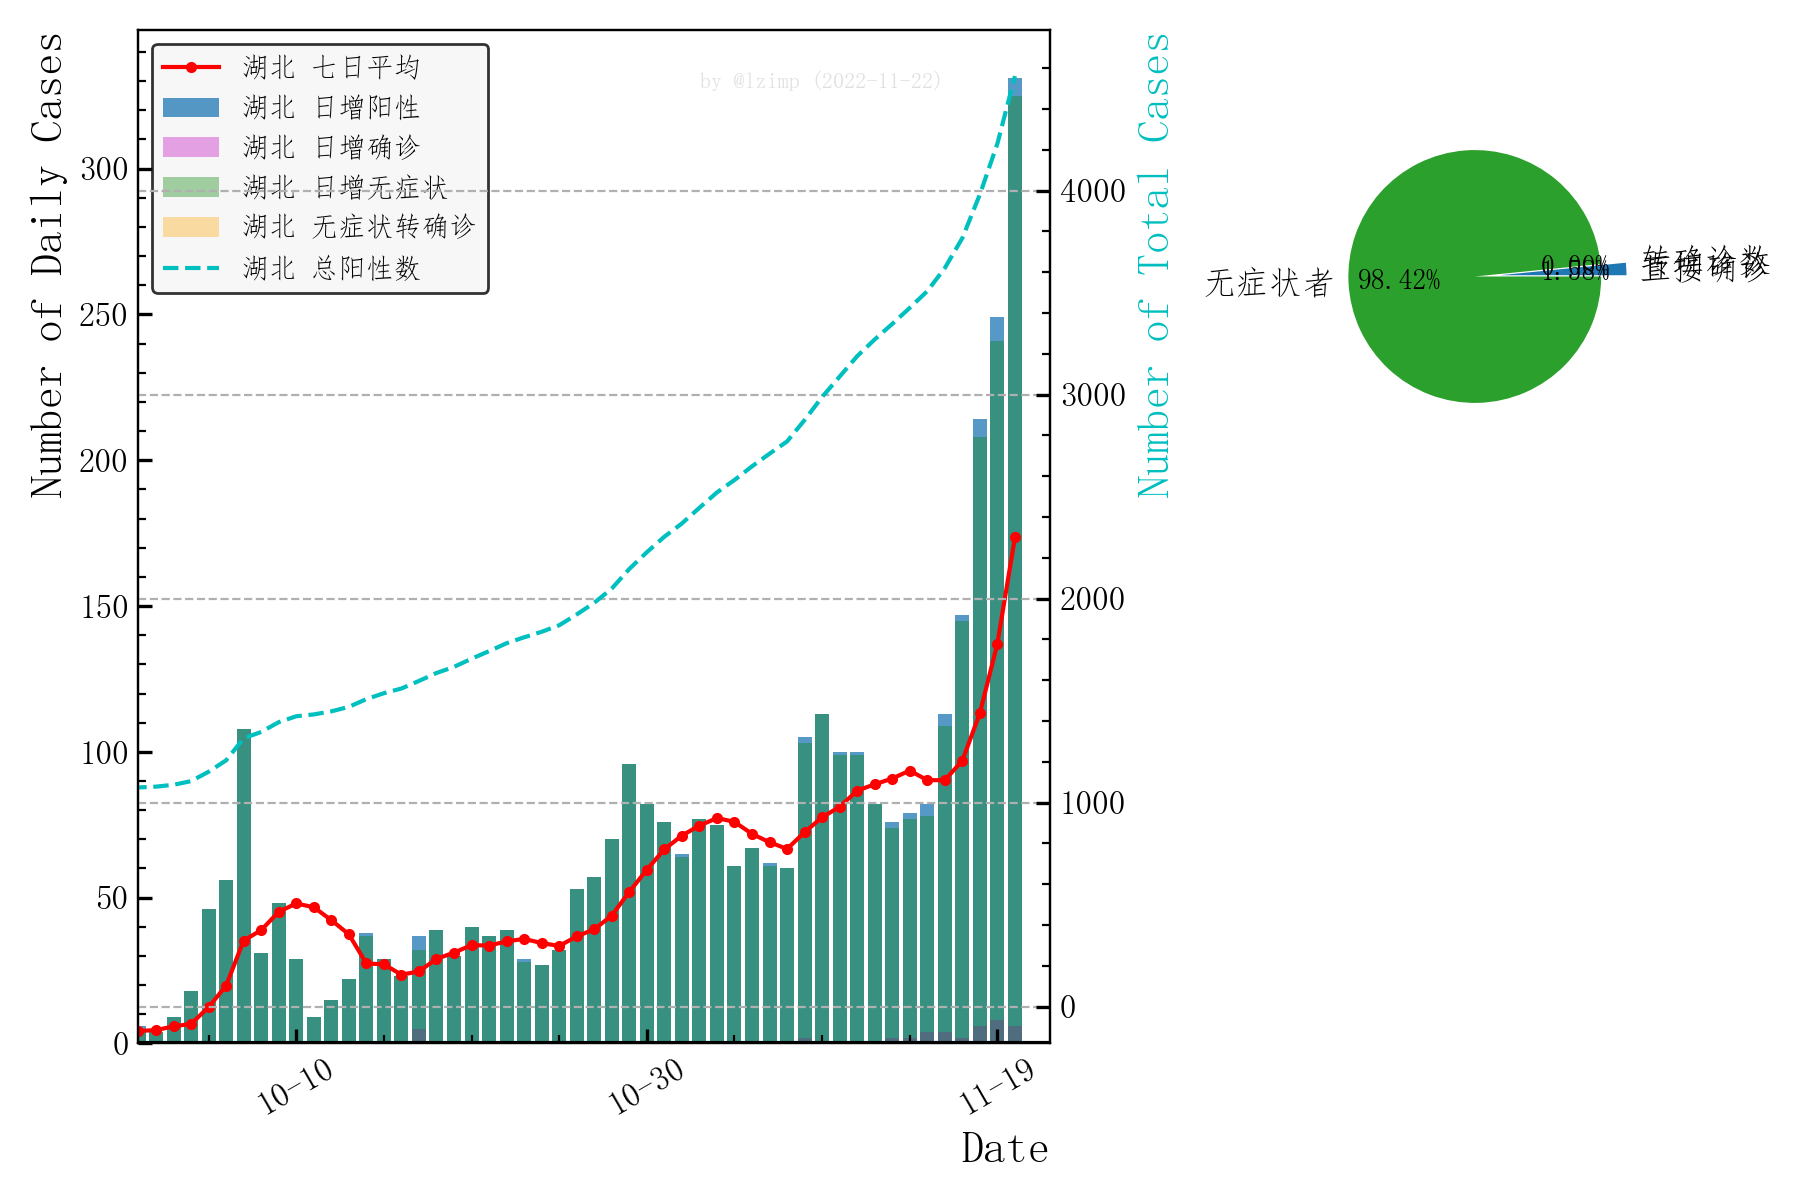 Number of Daily Cases
湖北 七日平均
湖北 日增阳性
湖北 日增确诊
湖北 日增无症状
湖北 无症状转确诊
湖北 总阳性数
by @lzimp (2022-11-22)
300
250
200
150
100
50
0
10-10
10-30
11-19
Date
4000
3000
2000
1000
0
Number of Total Cases
无症状者
98.42%